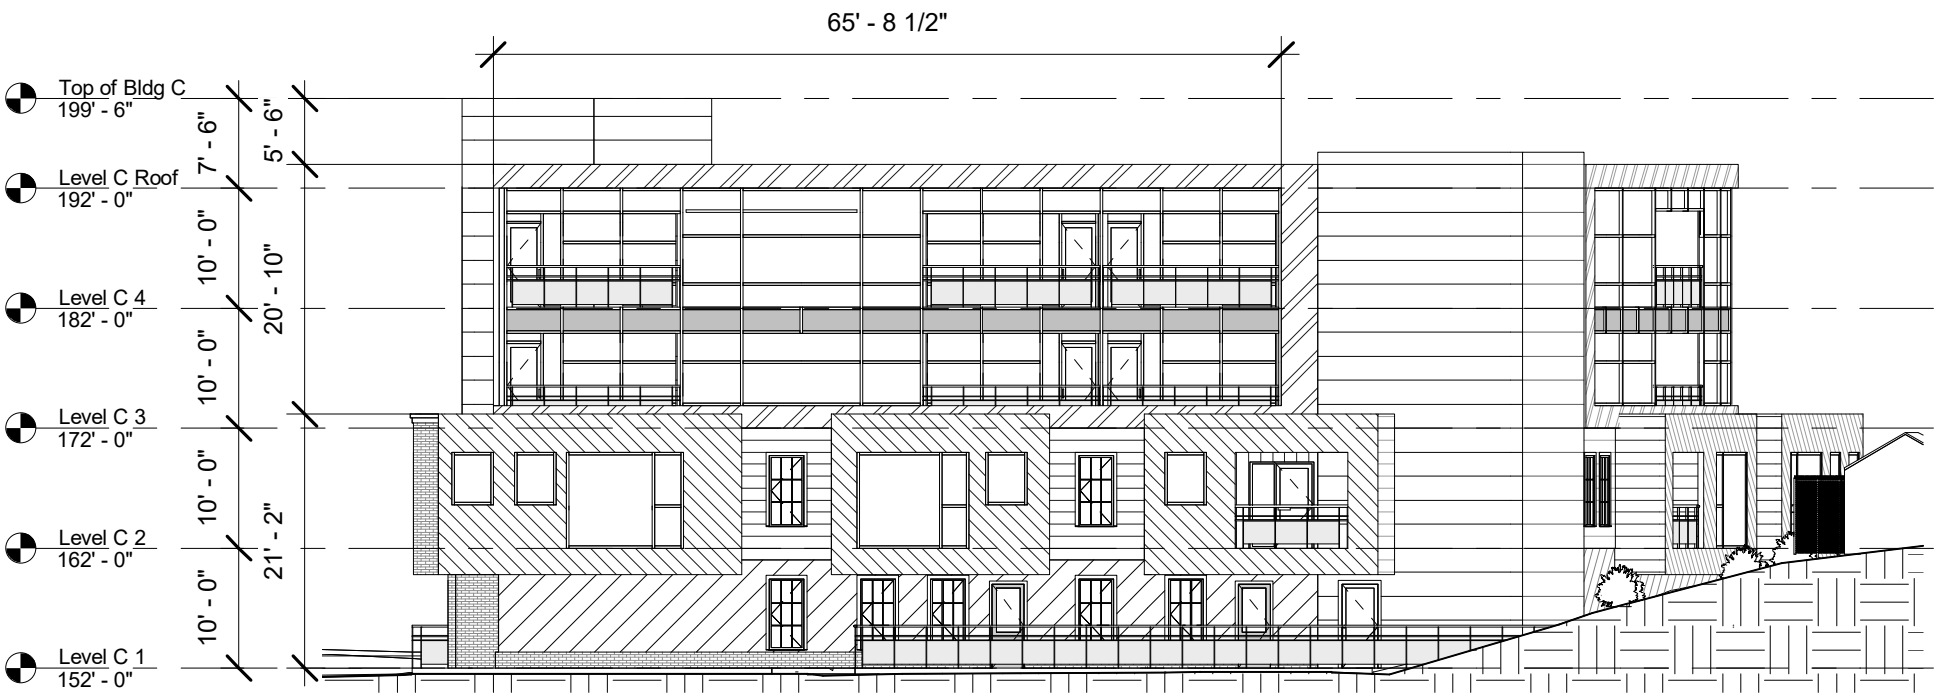 65' - 8 1/2"
Top of Bldg C
199' - 6"
7' - 6"
5' - 6"
Level C Roof
192' - 0"
10' - 0"
20' - 10"
Level C 4
182' - 0"
10' - 0"
Level C 3
172' - 0"
10' - 0"
21' - 2"
Level C 2
162' - 0"
10' - 0"
Level C 1
152' - 0"